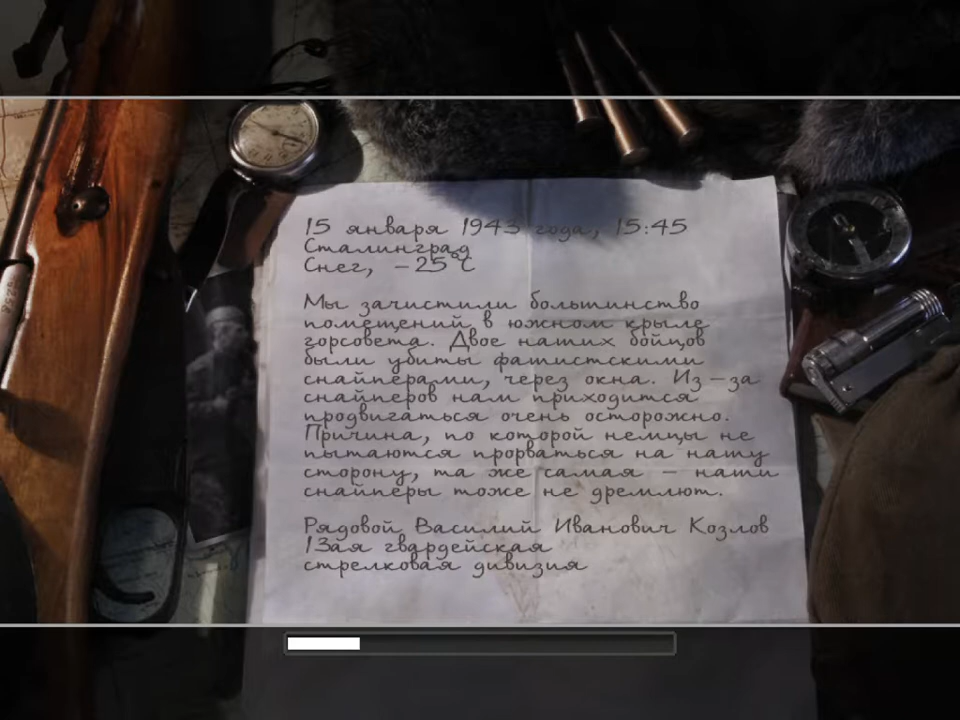 15 января 1943 года, 15:45
Сталинград
Снег, -25°C
Мы зачистили большинство
помещений в южном крыле
горсовета. Двое наших бойцов
были убиты фашистскими
снайперами, через окна. Из-за
снайперов нам приходится
продвигаться очень осторожно.
Причина, по которой немцы не
пытаются прорваться на нашу
сторону, та же самая - наши
снайперы тоже не дремлют.
Рядовой Василий Иванович Козлов
13ая гвардейская
стрелковая дивизия